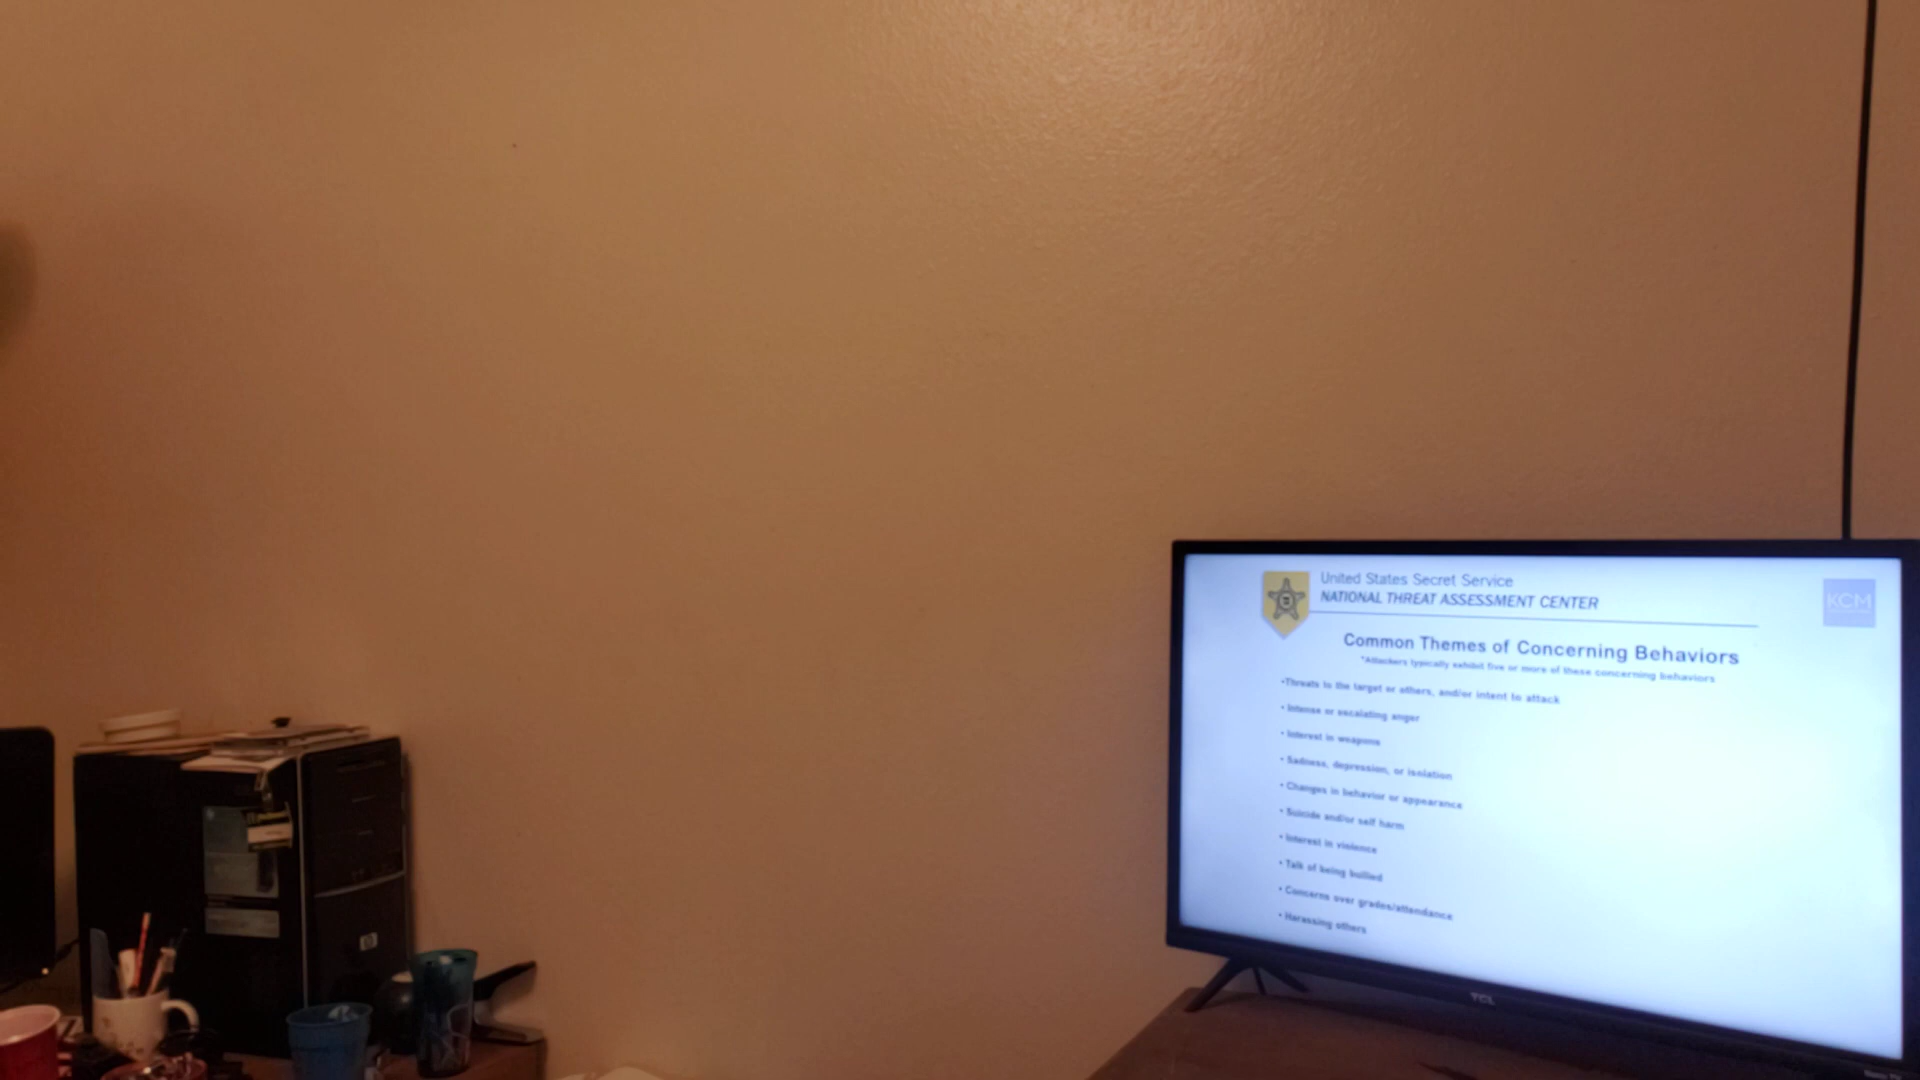 United States Secret Service
NATIONAL THREAT ASSESSMENT CENTER
KCM
Common Themes of Concerning Behaviors
*Attackers typically exhibit five or more of these concerning behaviors
•Threats to the target or others, and/or intent to attack
• Intense or escalating anger
• Interest in weapons
• Sadness, depression, or isolation
• Changes in behavior or appearance
• Suicide and/or self harm
• Interest in violence
• Talk of being bullied
• Concerns over grades/attendance
• Harassing others
TCL
hp